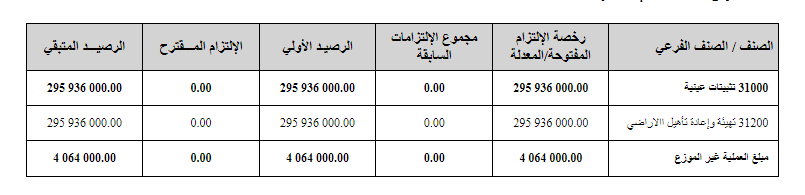 الصنف / الصنف الفرعي رخصة الإلتزام المفتوحة/المعدلة مجموع الإلتزامات السابقة الرصيد الأولي الإلتزام المـــقترح الرصيـــد المتبقي
31000 تثبيتات عينية 295 936 000.00 0.00 295 936 000.00 0.00 295 936 000.00
31200 تهيئة وإعادة تأهيل الاراضي 295 936 000.00 0.00 295 936 000.00 0.00 295 936 000.00
مبلغ العملية غير الموزع 4 064 000.00 0.00 4 064 000.00 0.00 4 064 000.00